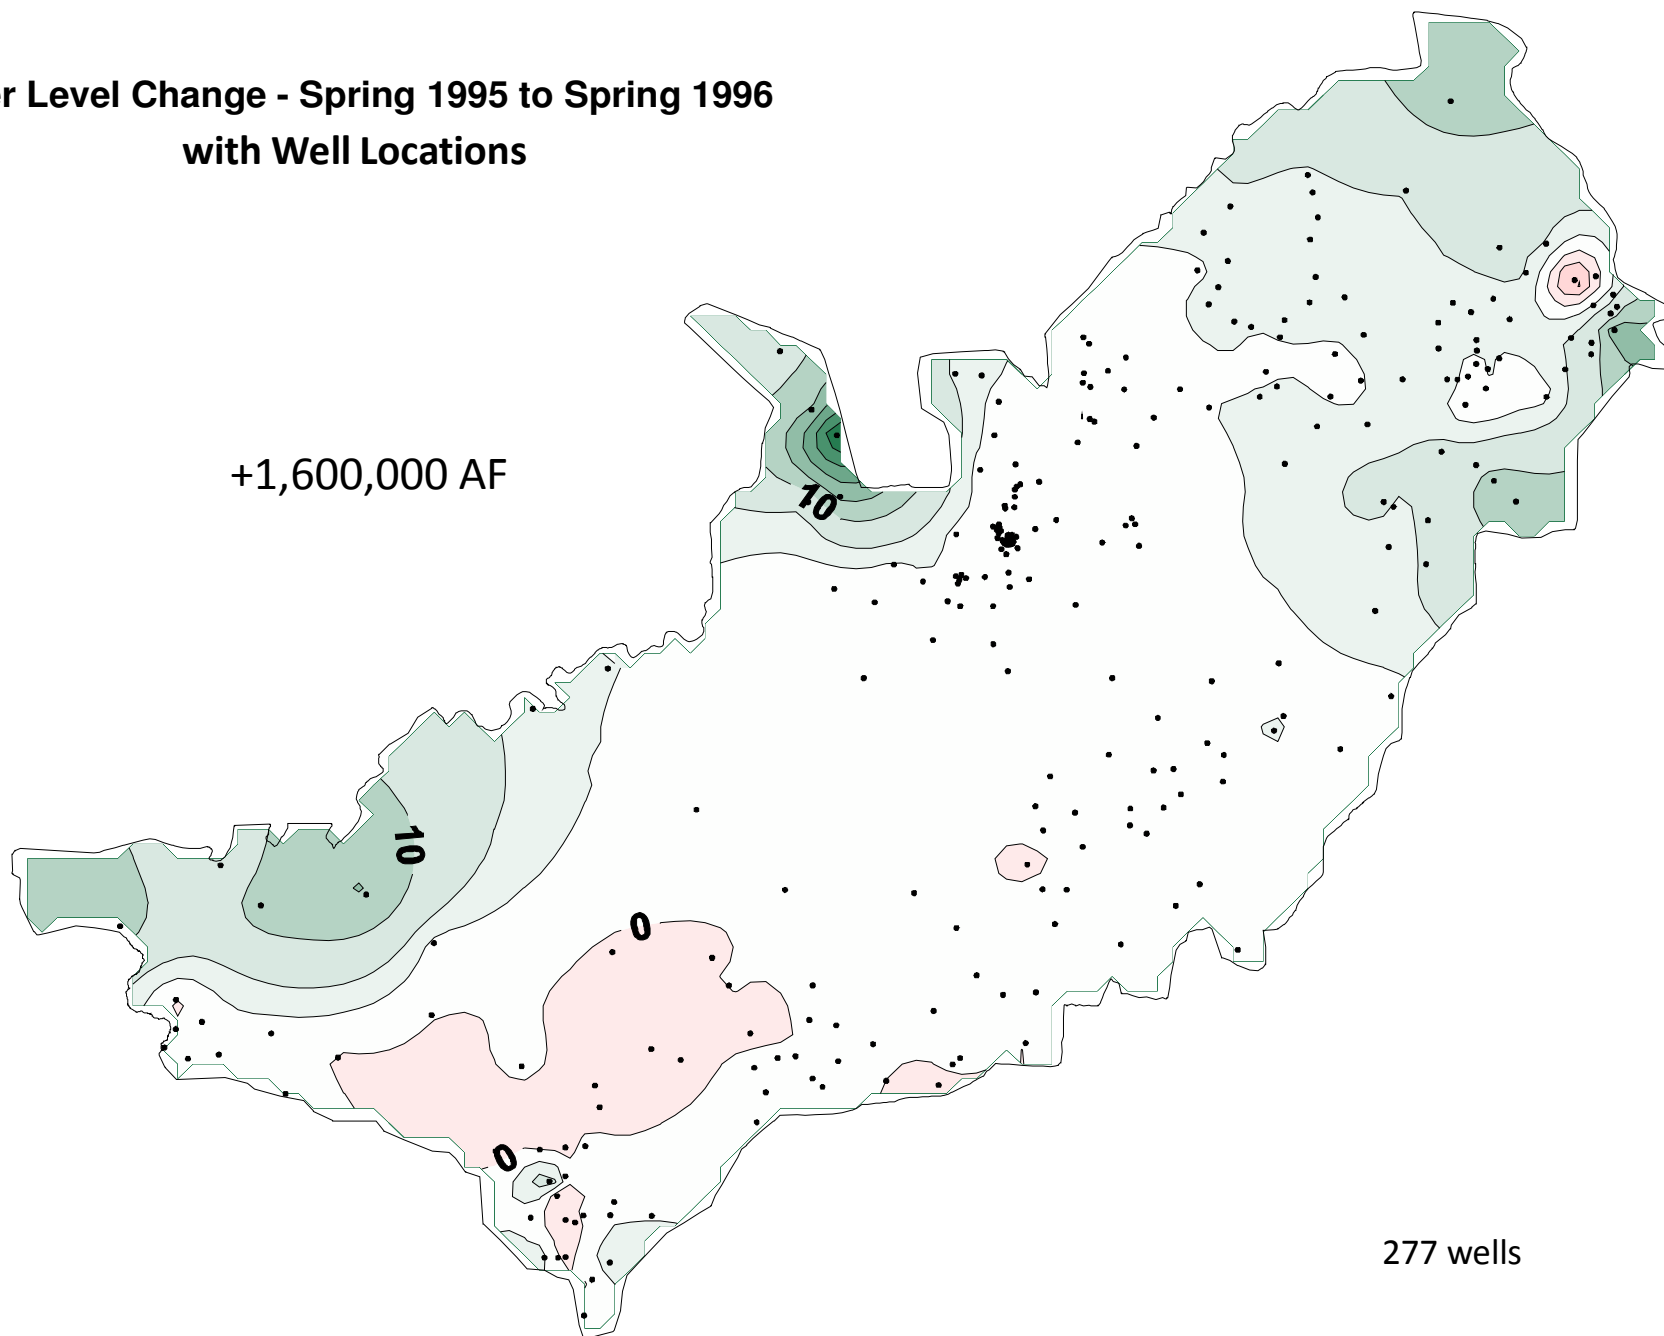 r Level Change - Spring 1995 to Spring 1996
with Well Locations
+1,600,000 AF
10
10
0
0
277 wells